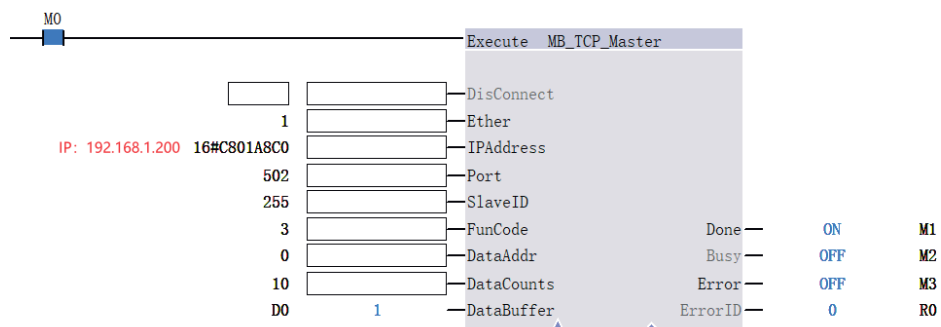 M0
Execute MB_TCP_Master
DisConnect
1 Ether
IP: 192.168.1.200 16#C801A8C0 IPAddress
502 Port
255 SlaveID
3 FunCode Done ON M1
0 DataAddr Busy OFF M2
10 DataCounts Error OFF M3
D0 1 DataBuffer ErrorID 0 R0